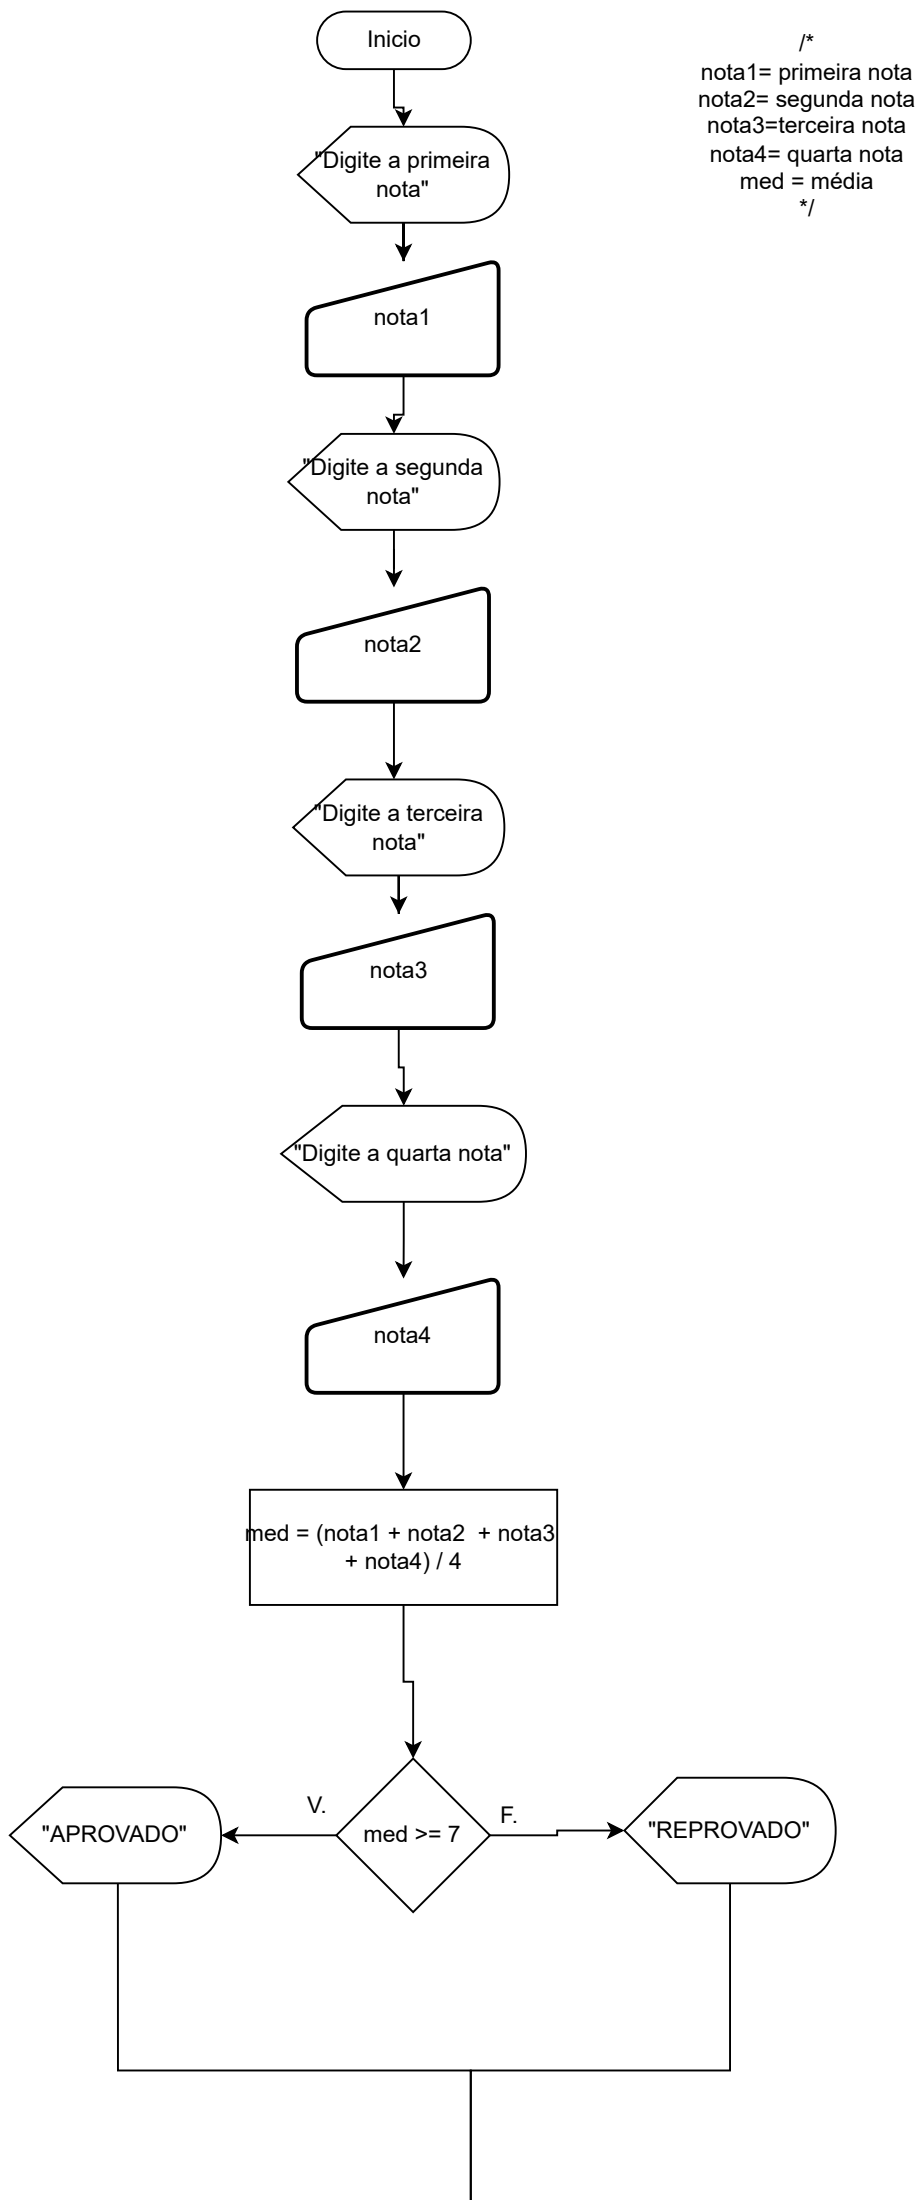 Inicio
/*
nota1= primeira nota
nota2= segunda nota
nota3=terceira nota
nota4= quarta nota
med = média
*/
"Digite a primeira
nota"
nota1
"Digite a segunda
nota"
nota2
"Digite a terceira
nota"
nota3
"Digite a quarta nota"
nota4
med = (nota1 + nota2  + nota3
+ nota4) / 4
V.
F.
"APROVADO"
med >= 7
"REPROVADO"